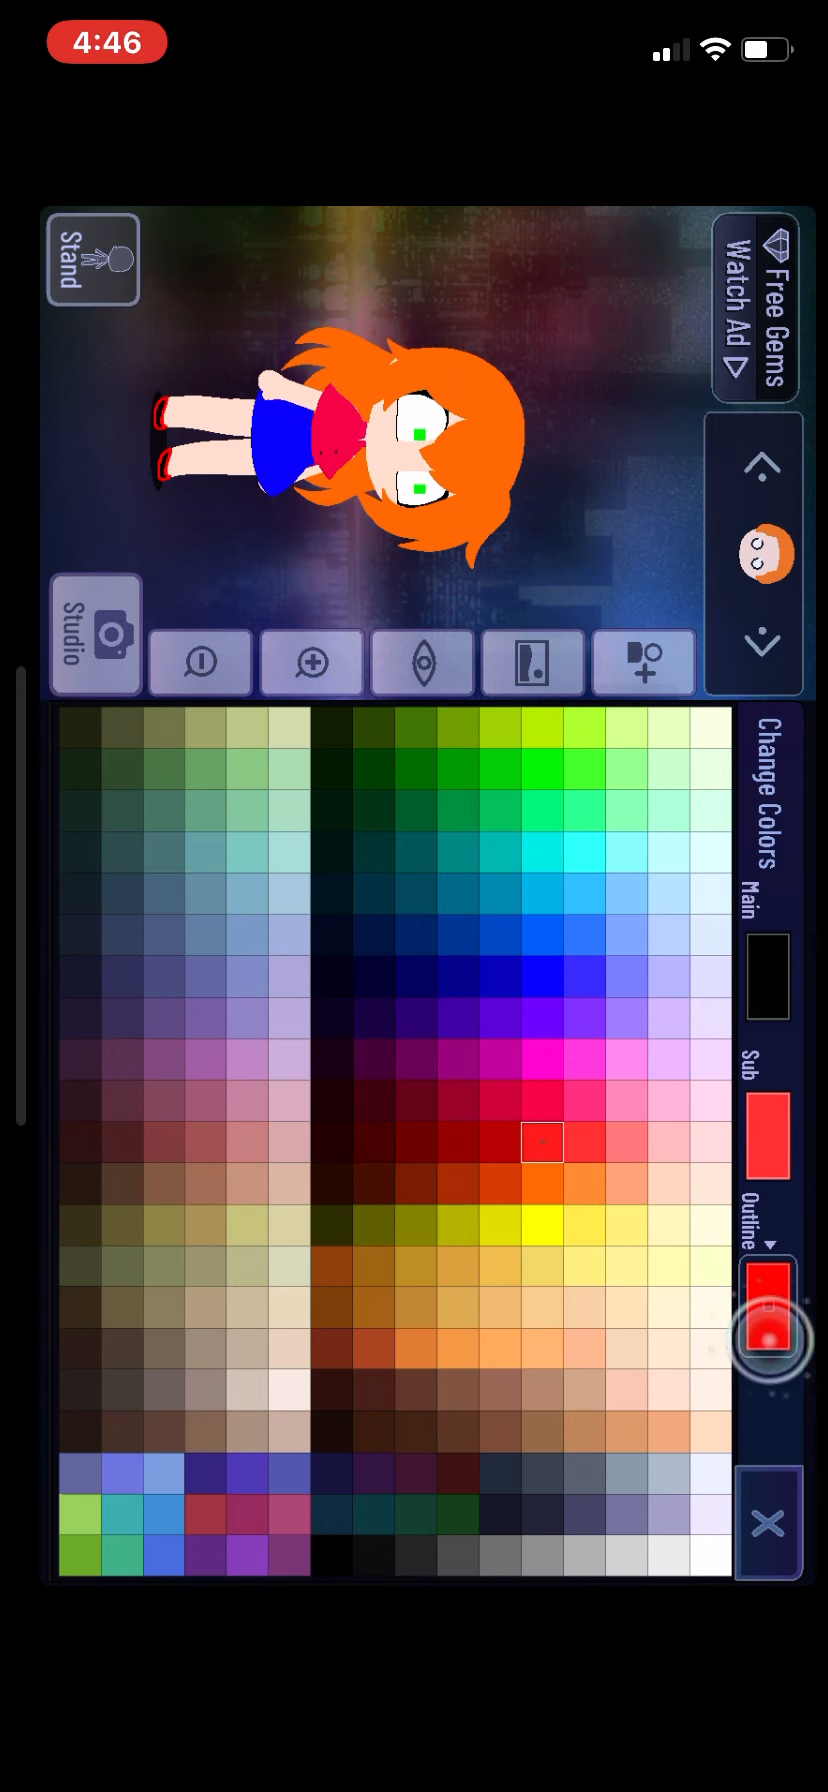 4:46
Free Gems
Watch Ad
Stand
Studio
Change Colors
Main
Sub
Outline
X